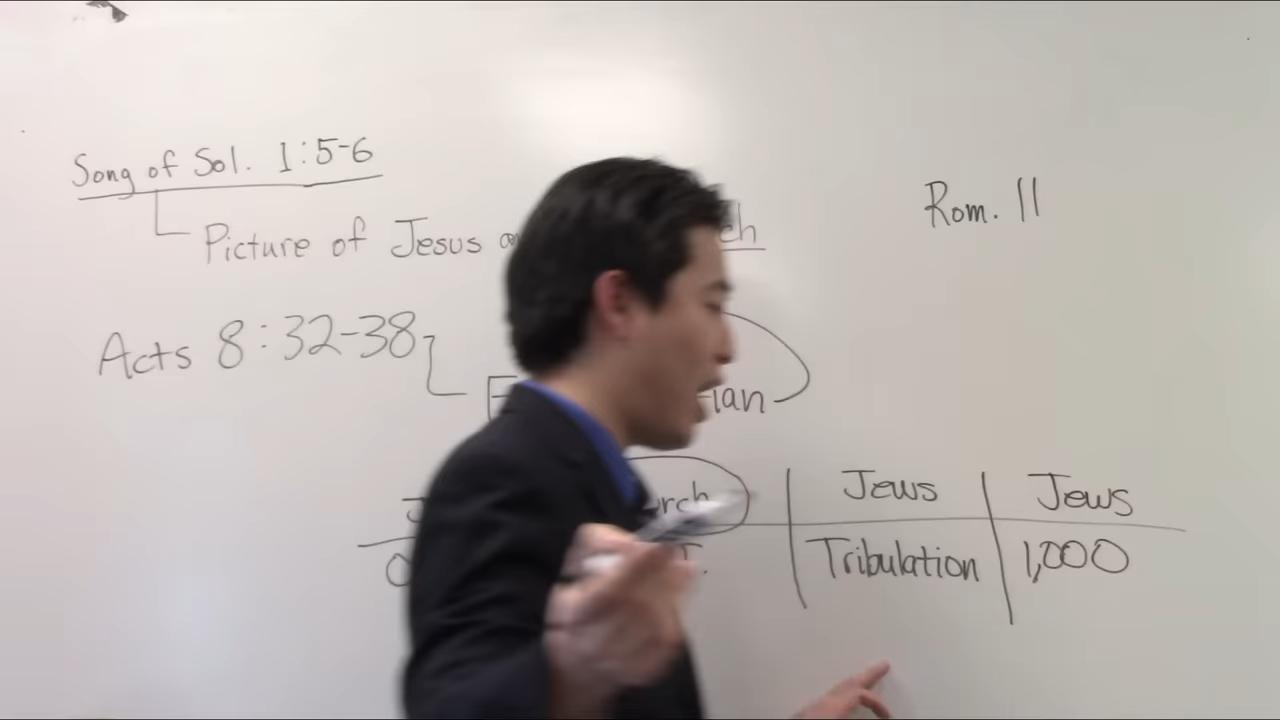 Song of Sol. 1:5-6
Rom. 11
Picture of Jesus
Acts 8:32-38
Jews Jews
Tribulation 1,000